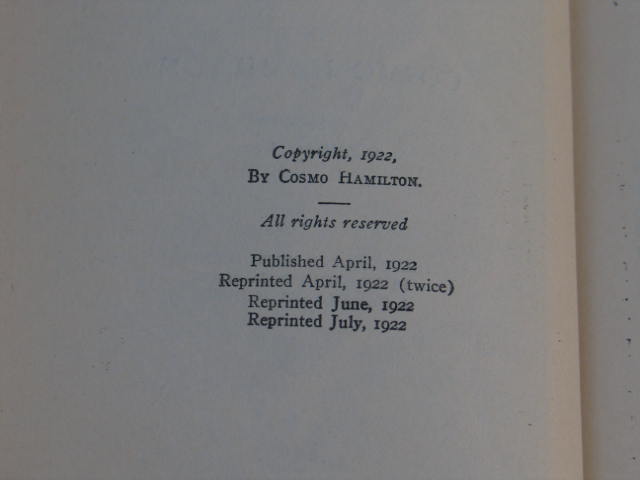 Copyright, 1922,
By Cosmo Hamilton.
All rights reserved
Published April, 1922
Reprinted April, 1922 (twice)
Reprinted June, 1922
Reprinted July, 1922